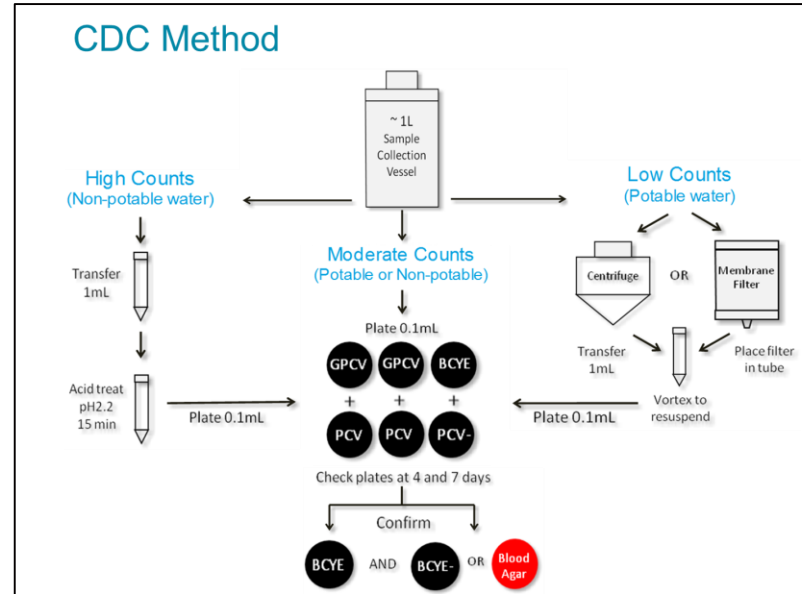 CDC Method
~ 1L
Sample
Collection
Vessel
High Counts
(Non-potable water)
Transfer
1mL
Acid treat
pH2.2
15 min
Plate 0.1mL
Moderate Counts
(Potable or Non-potable)
Plate 0.1mL
GPCV GPCV BCYE
+ + +
PCV PCV PCV-
Check plates at 4 and 7 days
Confirm
BCYE AND BCYE- OR Blood
Agar
Low Counts
(Potable water)
Centrifuge OR Membrane
Filter
Transfer
1mL
Place filter
in tube
Vortex to
resuspend
Plate 0.1mL